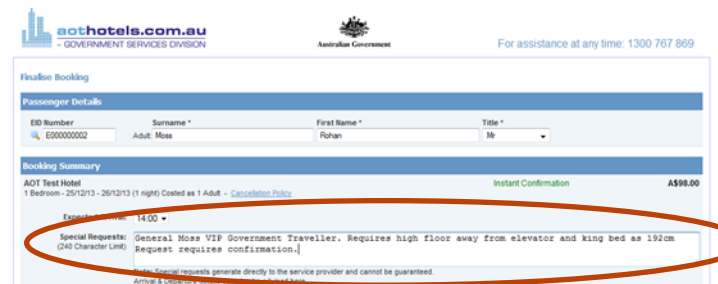 aothotels.com.au
- GOVERNMENT SERVICES DIVISION
Australian Government
For assistance at any time: 1300 767 869
Finalise Booking
Passenger Details
EID Number Surname * First Name * Title *
E000000002 Adult: Moss Rohan Mr
Booking Summary
AOT Test Hotel Instant Confirmation A$98.00
1 Bedroom - 25/12/13 - 26/12/13 (1 night) Costed as 1 Adult - Cancellation Policy
14:00
Special Requests: General Moss VIP Government Traveller. Requires high floor away from elevator and king bed as 192cm
(240 Character Limit) Request requires confirmation.
Note: Special requests generate directly to the service provider and cannot be guaranteed.
Arrival & Departure